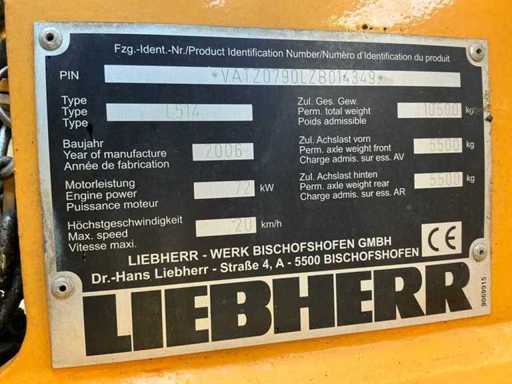 Fzg.-Ident.-Nr./Product Identification Number/Numéro d'Identification du produit
PIN *VATZ0790LZB014349*
Type L514
Type
Type
Baujahr
Year of manufacture 2006
Année de fabrication
Motorleistung
Engine power 72 kW
Puissance moteur
Höchstgeschwindigkeit
Max. speed 20 km/h
Vitesse maxi.
Zul. Ges. Gew.
Perm. total weight 10500 kg
Poids admissible
Zul. Achslast vorn
Perm. axle weight front 5500 kg
Charge admis. sur ess. AV
Zul. Achslast hinten
Perm. axle weight rear 5500 kg
Charge admis. sur ess. AR
LIEBHERR - WERK BISCHOFSHOFEN GMBH
Dr.-Hans Liebherr - Straße 4, A - 5500 BISCHOFSHOFEN
CE
LIEBHERR
9069915